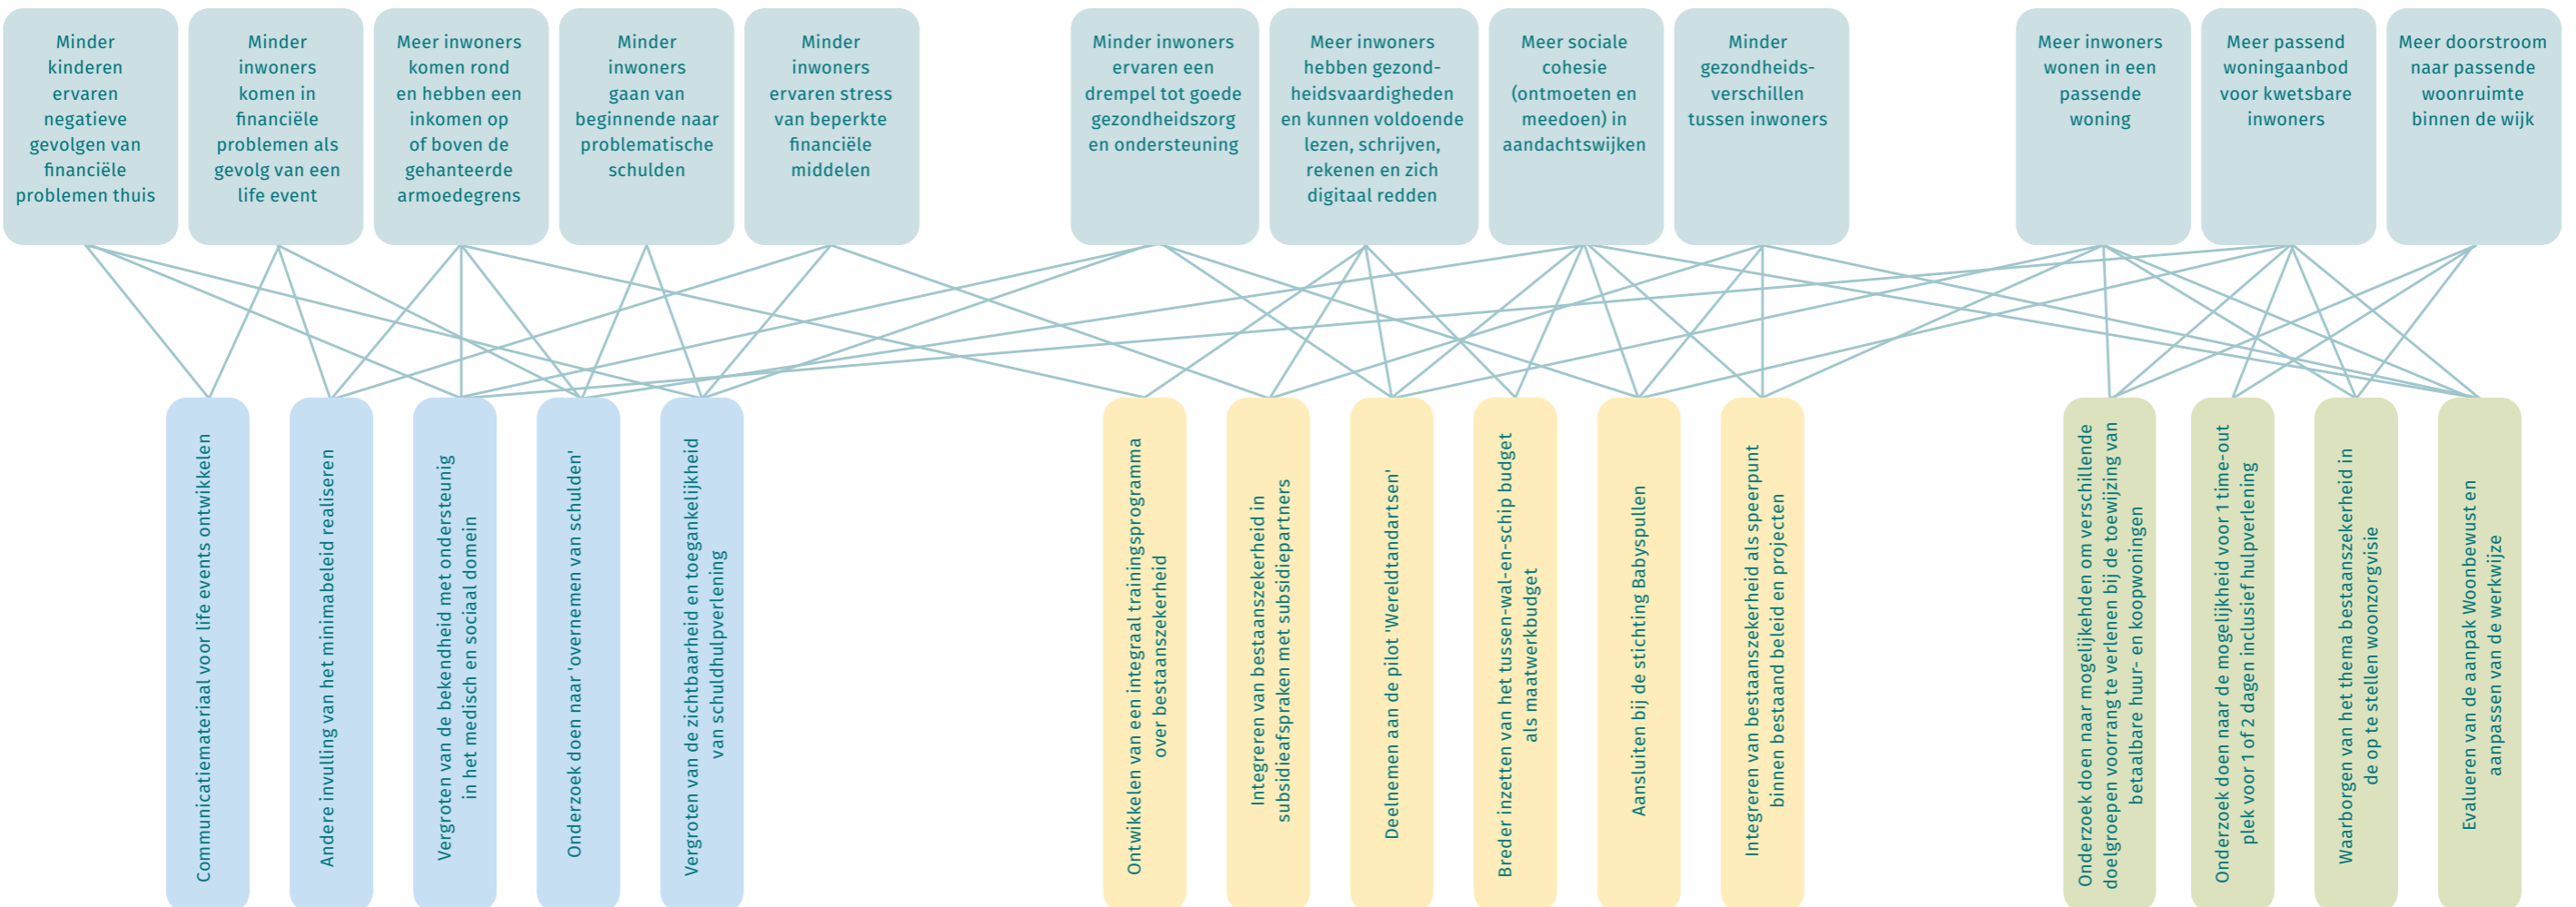 Minder
kinderen
ervaren
negatieve
gevolgen van
financiële
problemen thuis
Minder
inwoners
komen in
financiële
problemen als
gevolg van een
life event
Meer inwoners
komen rond
en hebben een
inkomen op
of boven de
gehanteerde
armoedegrens
Minder
inwoners
gaan van
beginnende naar
problematische
schulden
Minder
inwoners
ervaren stress
van beperkte
financiële
middelen
Minder inwoners
ervaren een
drempel tot goede
gezondheidszorg
en ondersteuning
Meer inwoners
hebben gezond-
heidsvaardigheden
en kunnen voldoende
lezen, schrijven,
rekenen en zich
digitaal redden
Meer sociale
cohesie
(ontmoeten en
meedoen) in
aandachtswijken
Minder
gezondheids-
verschillen
tussen inwoners
Meer inwoners
wonen in een
passende
woning
Meer passend
woningaanbod
voor kwetsbare
inwoners
Meer doorstroom
naar passende
woonruimte
binnen de wijk
Communicatiemateriaal voor life events ontwikkelen
Andere invulling van het minimabeleid realiseren
Vergroten van de bekendheid met ondersteunig
in het medisch en sociaal domein
Onderzoek doen naar 'overnemen van schulden'
Vergroten van de zichtbaarheid en toegankelijkheid
van schuldhulpverlening
Ontwikkelen van een integraal trainingsprogramma
over bestaanszekerheid
Integreren van bestaanszekerheid in
subsidieafspraken met subsidiepartners
Deelnemen aan de pilot 'Wereldtandartsen'
Breder inzetten van het tussen-wal-en-schip budget
als maatwerkbudget
Aansluiten bij de stichting Babyspullen
Integreren van bestaanszekerheid als speerpunt
binnen bestaand beleid en projecten
Onderzoek doen naar mogelijkehden om verschillende
doelgroepen voorrang te verlenen bij de toewijzing van
betaalbare huur- en koopwoningen
Onderzoek doen naar de mogelijkheid voor 1 time-out
plek voor 1 of 2 dagen inclusief hulpverlening
Waarborgen van het thema bestaanszekerheid in
de op te stellen woonzorgvisie
Evalueren van de aanpak Woonbewust en
aanpassen van de werkwijze